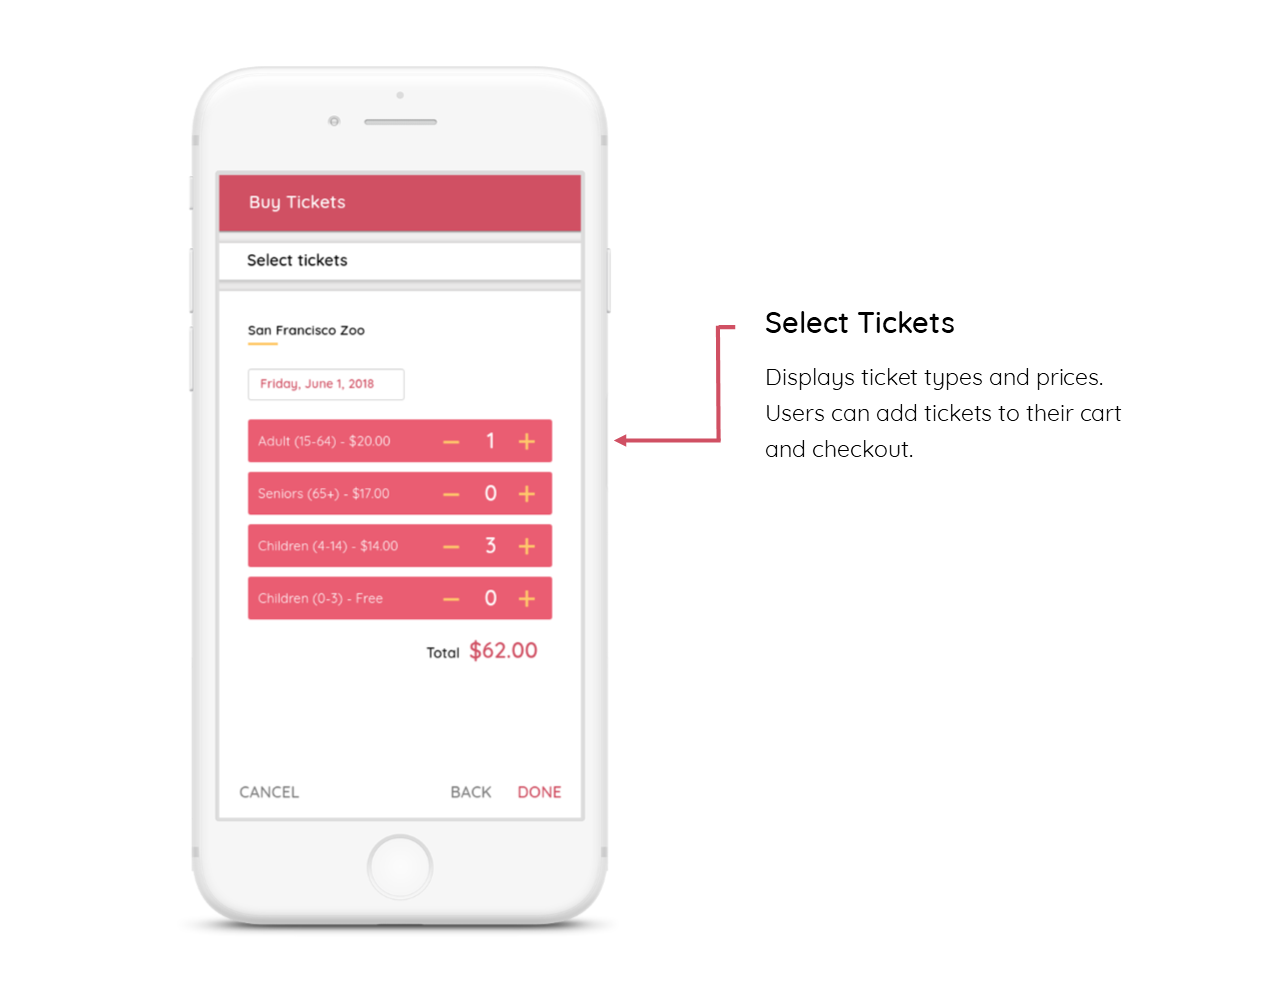 Buy Tickets
Select tickets
San Francisco Zoo
Friday, June 1, 2018
Adult (15-64) - $20.00 − 1 +
Seniors (65+) - $17.00 − 0 +
Children (4-14) - $14.00 − 3 +
Children (0-3) - Free − 0 +
Total $62.00
CANCEL BACK DONE
Select Tickets
Displays ticket types and prices.
Users can add tickets to their cart
and checkout.